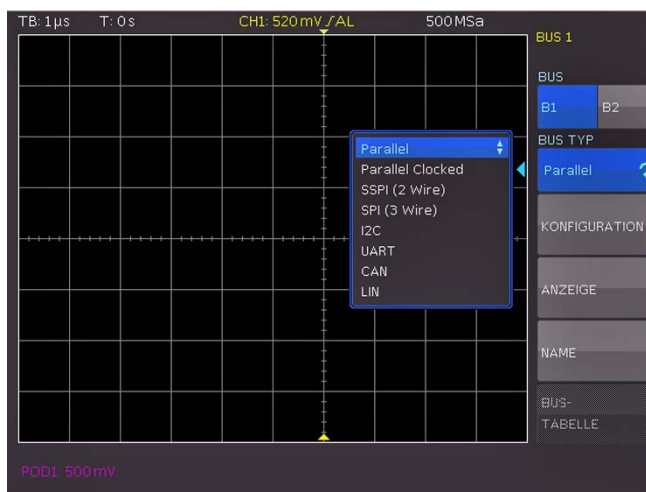 TB: 1µs T: 0 s CH1: 520 mV AL 500 MSa
BUS 1
BUS
B1 B2
BUS TYP
Parallel
KONFIGURATION
ANZEIGE
NAME
BUS-
TABELLE
Parallel
Parallel Clocked
SSPI (2 Wire)
SPI (3 Wire)
I2C
UART
CAN
LIN
POD1: 500 mV